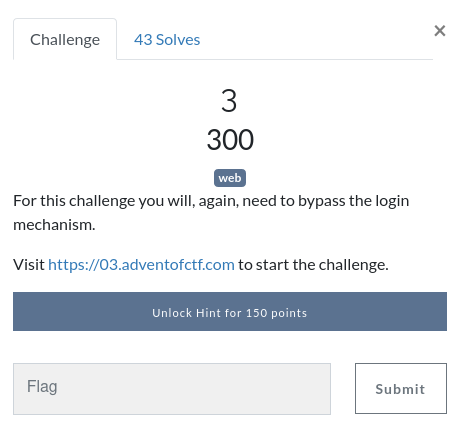 Challenge
43 Solves
×
3
300
web
For this challenge you will, again, need to bypass the login
mechanism.
Visit https://03.adventofctf.com to start the challenge.
Unlock Hint for 150 points
Flag
Submit